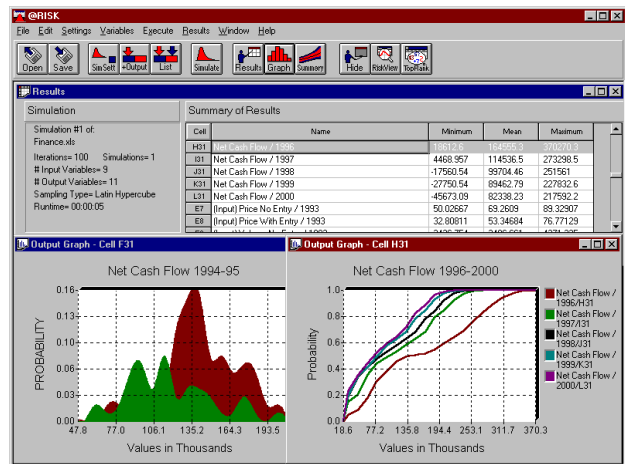 @RISK
File Edit Settings Variables Execute Results Window Help
Open Save Sim Sett +Output List Simulate Results Graph Summary Hide RiskView TopRank
Results
Simulation
Simulation #1 of:
Finance.xls
Iterations= 100 Simulations= 1
# Input Variables= 9
# Output Variables= 11
Sampling Type= Latin Hypercube
Runtime= 00:00:05
Summary of Results
Cell Name Minimum Mean Maximum
H31 Net Cash Flow / 1996 18612.6 164555.3 370270.3
I31 Net Cash Flow / 1997 4468.957 114536.5 273298.5
J31 Net Cash Flow / 1998 -17560.54 99704.46 251561
K31 Net Cash Flow / 1999 -27750.54 89462.79 227832.6
L31 Net Cash Flow / 2000 -45673.09 82338.23 217592.2
E7 (Input) Price No Entry / 1993 50.02667 69.2609 89.32907
E8 (Input) Price With Entry / 1993 32.80811 53.34684 76.77129
Output Graph - Cell F31
Net Cash Flow 1994-95
PROBABILITY
0.16
0.13
0.10
0.06
0.03
0.00
47.8 77.0 106.1 135.2 164.3 193.5
Values in Thousands
Output Graph - Cell H31
Net Cash Flow 1996-2000
Probability
1.0
0.8
0.6
0.4
0.2
0.0
18.6 77.2 135.8 194.4 253.1 311.7 370.3
Values in Thousands
Net Cash Flow /
1996/H31
Net Cash Flow /
1997/I31
Net Cash Flow /
1998/J31
Net Cash Flow /
1999/K31
Net Cash Flow /
2000/L31